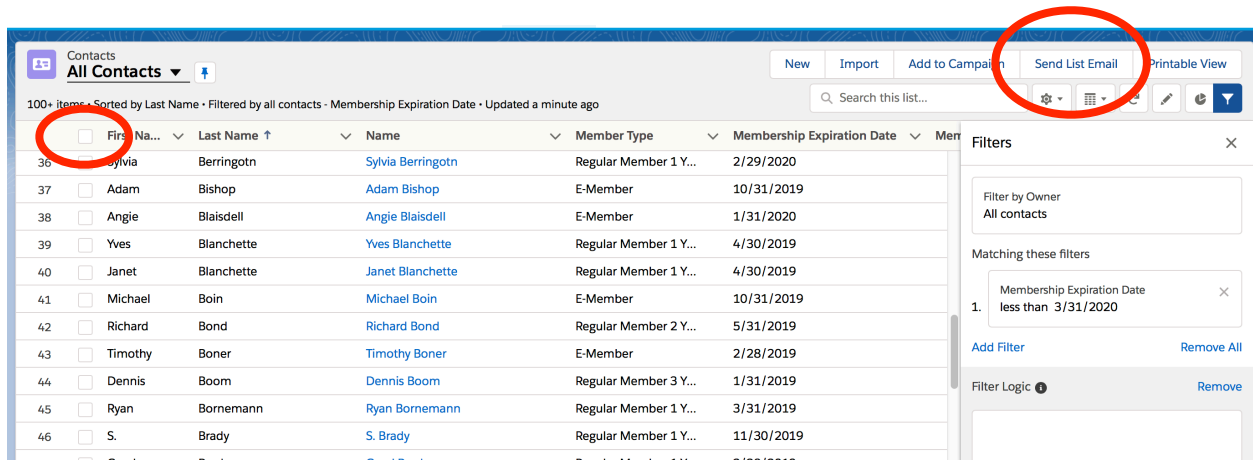 Contacts
All Contacts
New Import Add to Campaign Send List Email Printable View
100+ items • Sorted by Last Name • Filtered by all contacts - Membership Expiration Date • Updated a minute ago
Search this list...
First Na... Last Name ↑ Name Member Type Membership Expiration Date Mem
36 Sylvia Berringotn Sylvia Berringotn Regular Member 1 Y... 2/29/2020
37 Adam Bishop Adam Bishop E-Member 10/31/2019
38 Angie Blaisdell Angie Blaisdell E-Member 1/31/2020
39 Yves Blanchette Yves Blanchette Regular Member 1 Y... 4/30/2019
40 Janet Blanchette Janet Blanchette Regular Member 1 Y... 4/30/2019
41 Michael Boin Michael Boin E-Member 10/31/2019
42 Richard Bond Richard Bond Regular Member 2 Y... 5/31/2019
43 Timothy Boner Timothy Boner E-Member 2/28/2019
44 Dennis Boom Dennis Boom Regular Member 3 Y... 1/31/2019
45 Ryan Bornemann Ryan Bornemann Regular Member 1 Y... 3/31/2019
46 S. Brady S. Brady Regular Member 1 Y... 11/30/2019
Filters
Filter by Owner
All contacts
Matching these filters
Membership Expiration Date
1. less than 3/31/2020
Add Filter Remove All
Filter Logic Remove